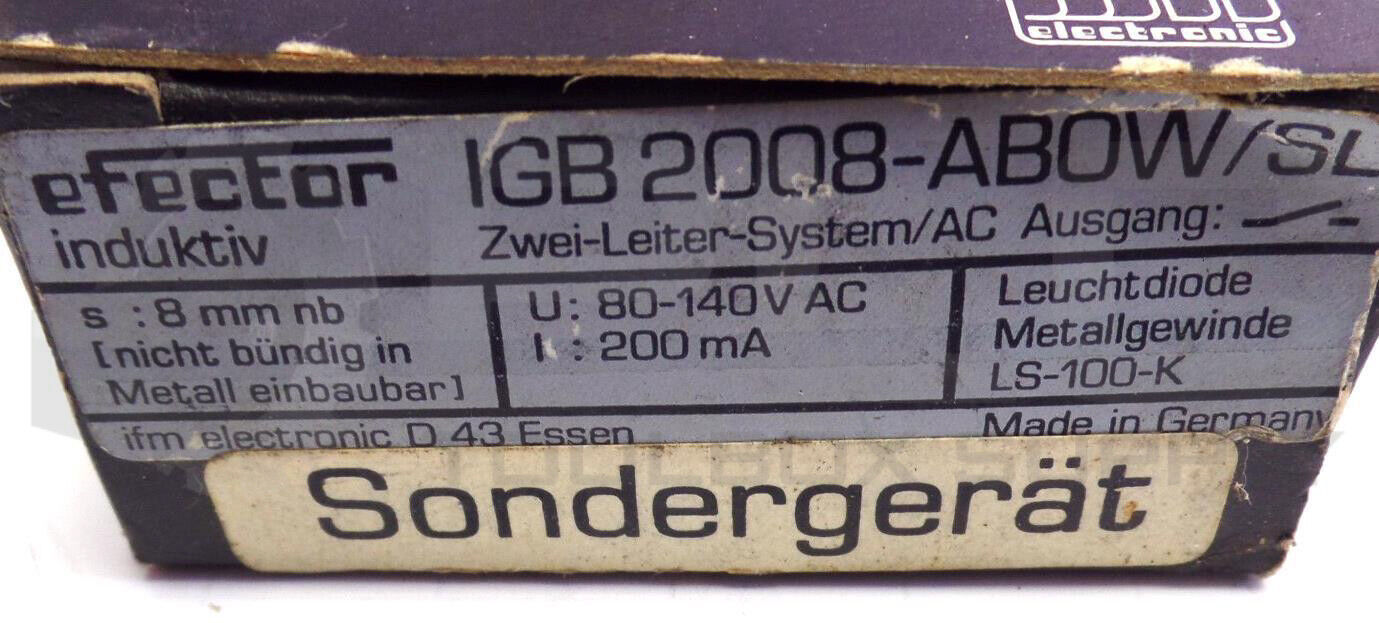 electronic
efector IGB 2008-ABOW/SL
induktiv Zwei-Leiter-System/AC Ausgang:
s : 8 mm nb
[nicht bündig in
Metall einbaubar]
U: 80-140V AC
I : 200 mA
Leuchtdiode
Metallgewinde
LS-100-K
ifm electronic D 43 Essen Made in Germany
Sondergerät